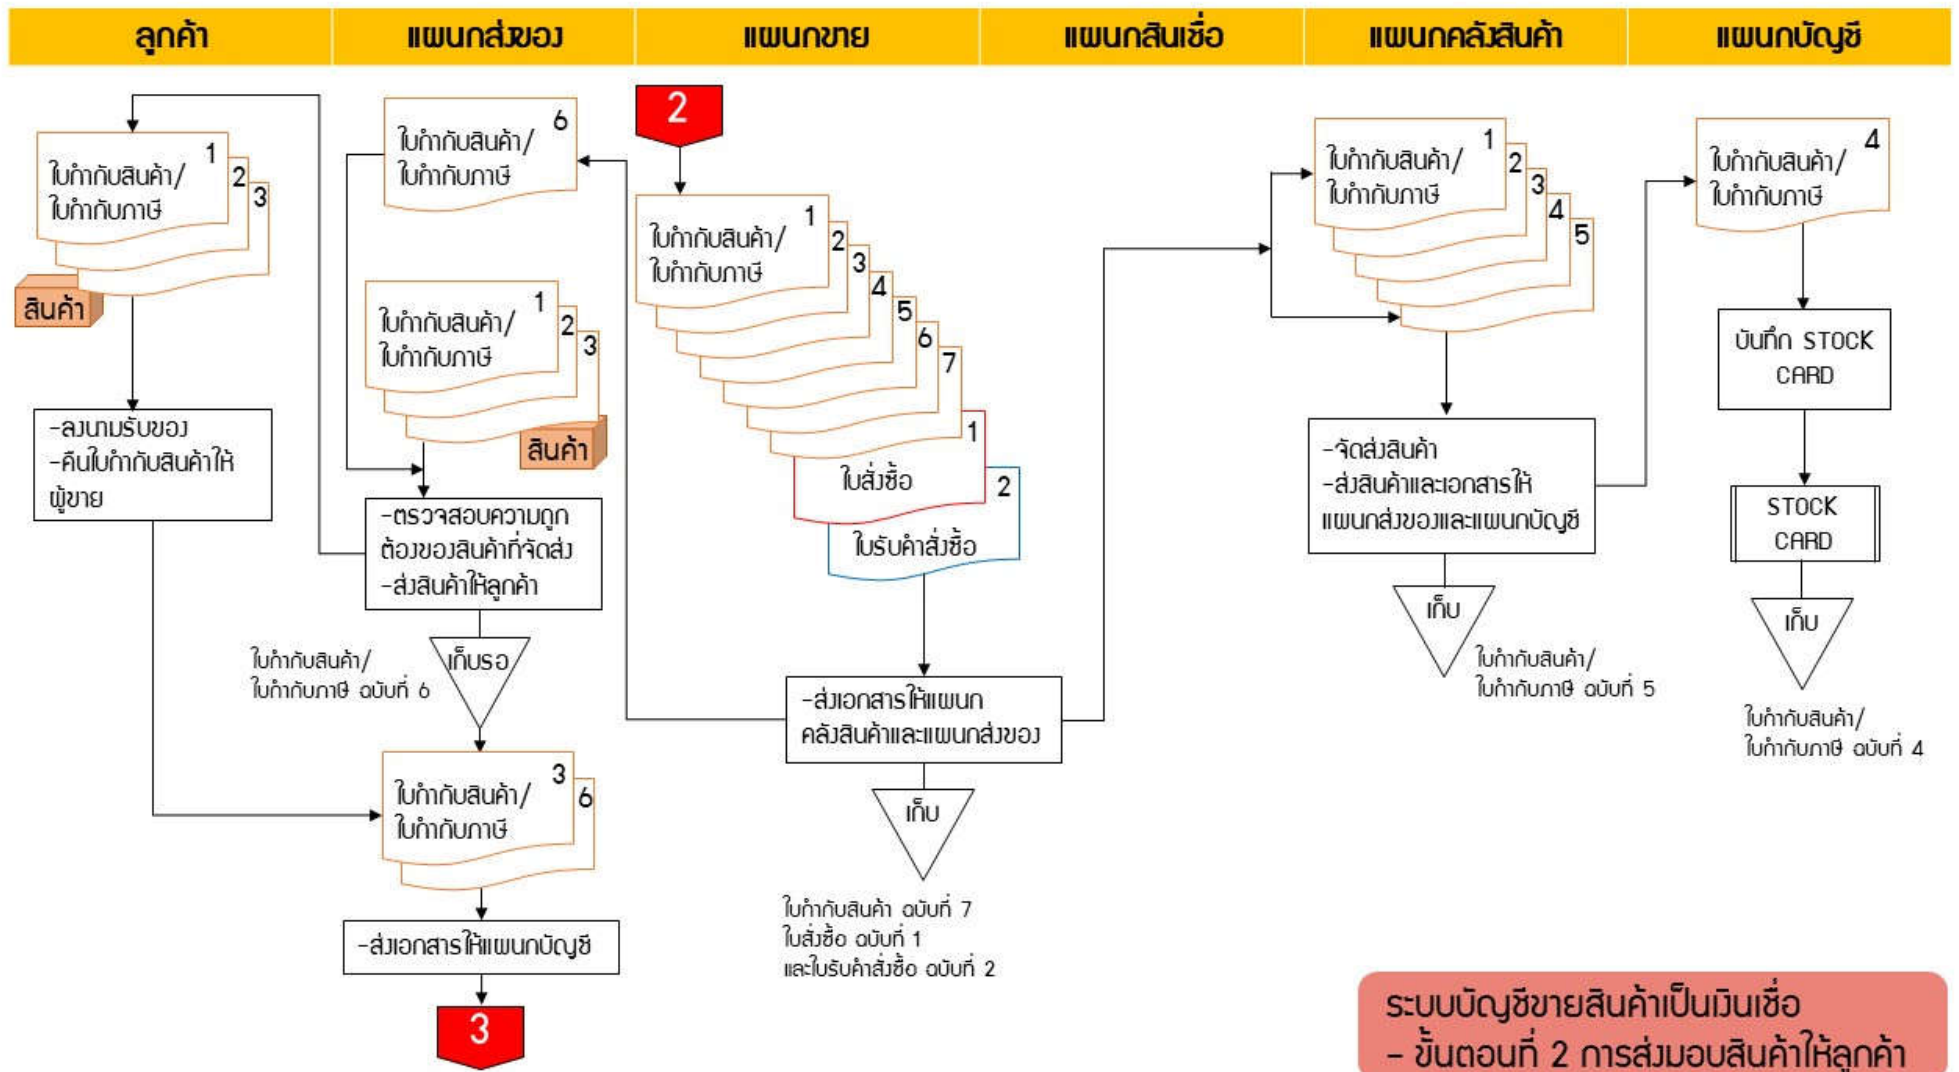 ลูกค้า
แผนกส่งของ
แผนกขาย
แผนกสินเชื่อ
แผนกคลังสินค้า
แผนกบัญชี
1
2
3
ใบกำกับสินค้า/
ใบกำกับภาษี
สินค้า
-ลงนามรับของ
-คืนใบกำกับสินค้าให้
ผู้ขาย
6
ใบกำกับสินค้า/
ใบกำกับภาษี
1
2
3
ใบกำกับสินค้า/
ใบกำกับภาษี
สินค้า
-ตรวจสอบความถูก
ต้องของสินค้าที่จัดส่ง
-ส่งสินค้าให้ลูกค้า
เก็บรอ
ใบกำกับสินค้า/
ใบกำกับภาษี ฉบับที่ 6
3
6
ใบกำกับสินค้า/
ใบกำกับภาษี
-ส่งเอกสารให้แผนกบัญชี
3
2
1
2
3
4
5
6
7
ใบกำกับสินค้า/
ใบกำกับภาษี
1
ใบสั่งซื้อ
2
ใบรับคำสั่งซื้อ
-ส่งเอกสารให้แผนก
คลังสินค้าและแผนกส่งของ
เก็บ
ใบกำกับสินค้า ฉบับที่ 7
ใบสั่งซื้อ ฉบับที่ 1
และใบรับคำสั่งซื้อ ฉบับที่ 2
1
2
3
4
5
ใบกำกับสินค้า/
ใบกำกับภาษี
-จัดส่งสินค้า
-ส่งสินค้าและเอกสารให้
แผนกส่งของและแผนกบัญชี
เก็บ
ใบกำกับสินค้า/
ใบกำกับภาษี ฉบับที่ 5
4
ใบกำกับสินค้า/
ใบกำกับภาษี
บันทึก STOCK
CARD
STOCK
CARD
เก็บ
ใบกำกับสินค้า/
ใบกำกับภาษี ฉบับที่ 4
ระบบบัญชีขายสินค้าเป็นเงินเชื่อ
- ขั้นตอนที่ 2 การส่งมอบสินค้าให้ลูกค้า